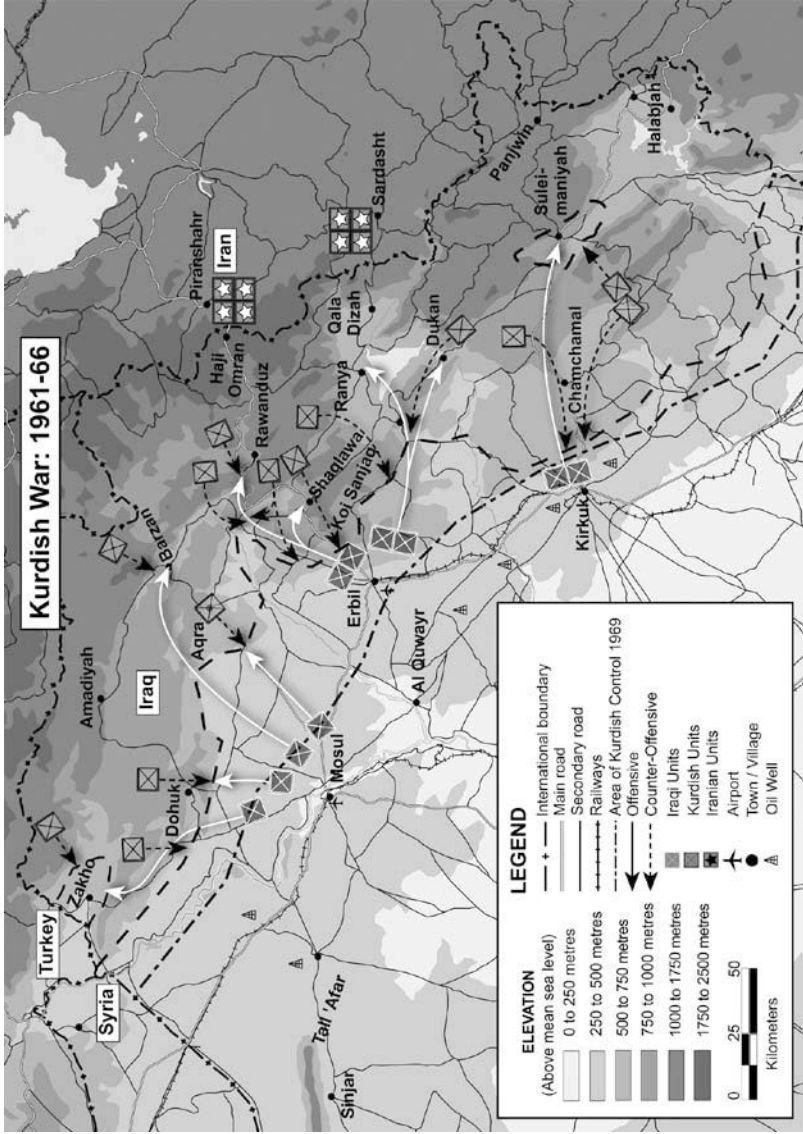 Kurdish War: 1961-66
Turkey
Syria
Iraq
Iran
Zakho
Amadiyah
Dohuk
Barzan
Aqra
Mosul
Sinjar
Tall 'Afar
Al Quwayr
Erbil
Piranshahr
Haji
Omran
Rawanduz
Shaqlawa
Koi Sanjaq
Ranya
Qala
Dizah
Sardasht
Dukan
Chamchamal
Kirkuk
Sulei-
maniyah
Panjwin
Halabjah
ELEVATION
(Above mean sea level)
0 to 250 metres
250 to 500 metres
500 to 750 metres
750 to 1000 metres
1000 to 1750 metres
1750 to 2500 metres
0 25 50
Kilometers
LEGEND
International boundary
Main road
Secondary road
Railways
Area of Kurdish Control 1969
Offensive
Counter-Offensive
Iraqi Units
Kurdish Units
Iranian Units
Airport
Town / Village
Oil Well